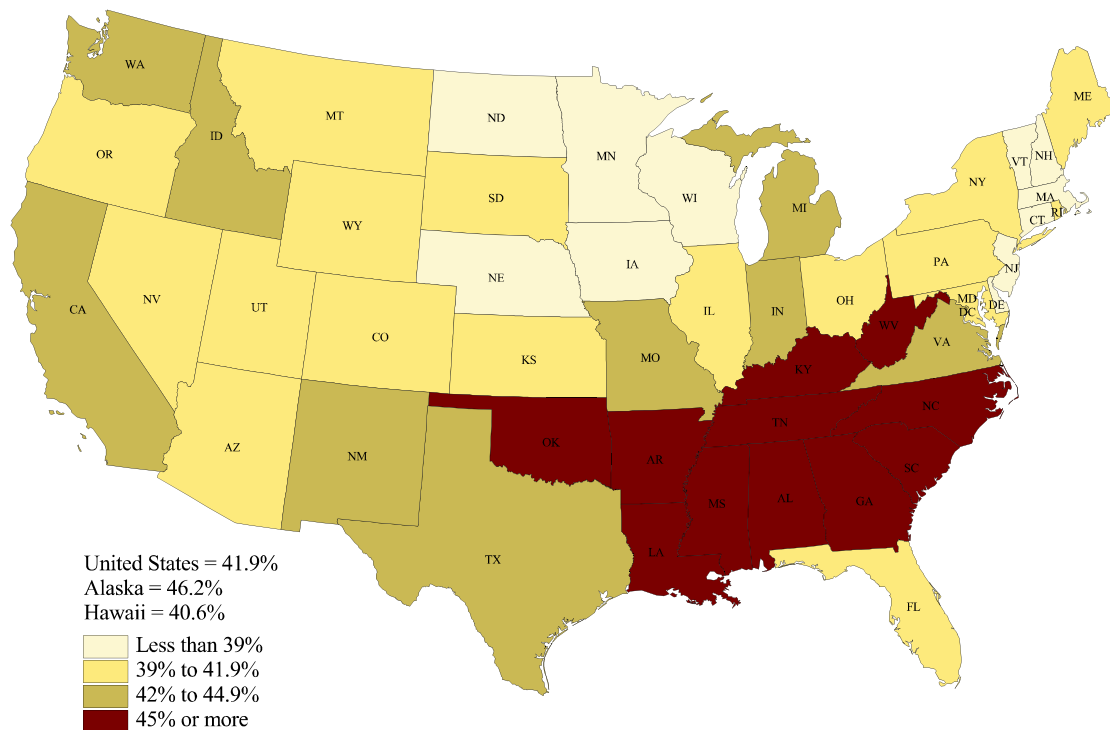 WA
MT
ND
MN
ME
OR
ID
SD
WI
MI
VT
NH
NY
MA
CT
RI
WY
NE
IA
PA
NJ
NV
UT
CO
IL
IN
OH
MD
DC
DE
CA
KS
MO
WV
VA
KY
AZ
NM
OK
AR
TN
NC
SC
MS
AL
GA
TX
LA
FL
United States = 41.9%
Alaska = 46.2%
Hawaii = 40.6%
Less than 39%
39% to 41.9%
42% to 44.9%
45% or more